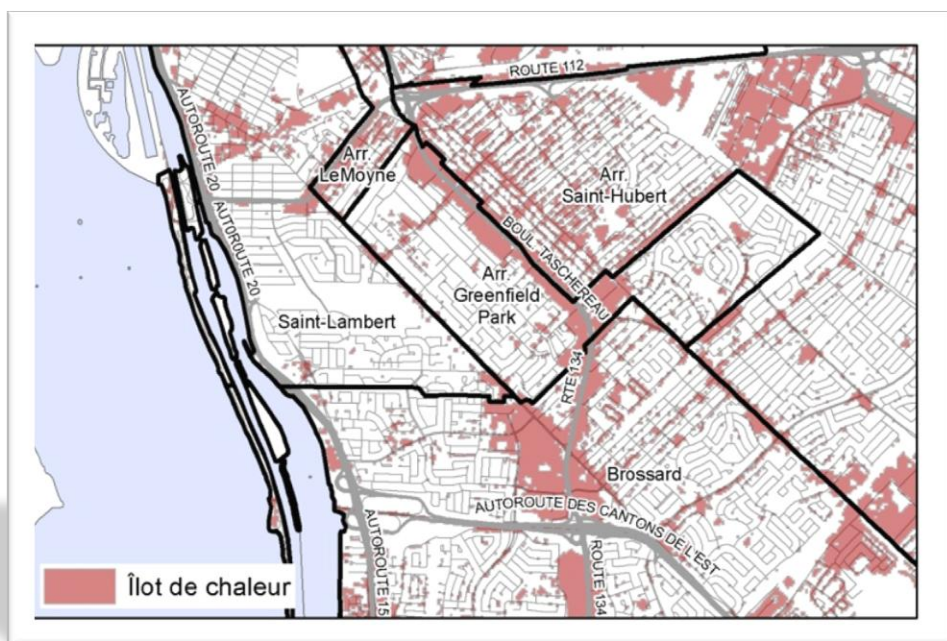 ROUTE 112
AUTOROUTE 20
AUTOROUTE 20
Arr.
LeMoyne
Arr.
Saint-Hubert
BOUL. TASCHEREAU
Arr.
Greenfield
Park
Saint-Lambert
RTE 134
Brossard
AUTOROUTE DES CANTONS DE L'EST
AUTOROUTE 15
ROUTE 134
Îlot de chaleur